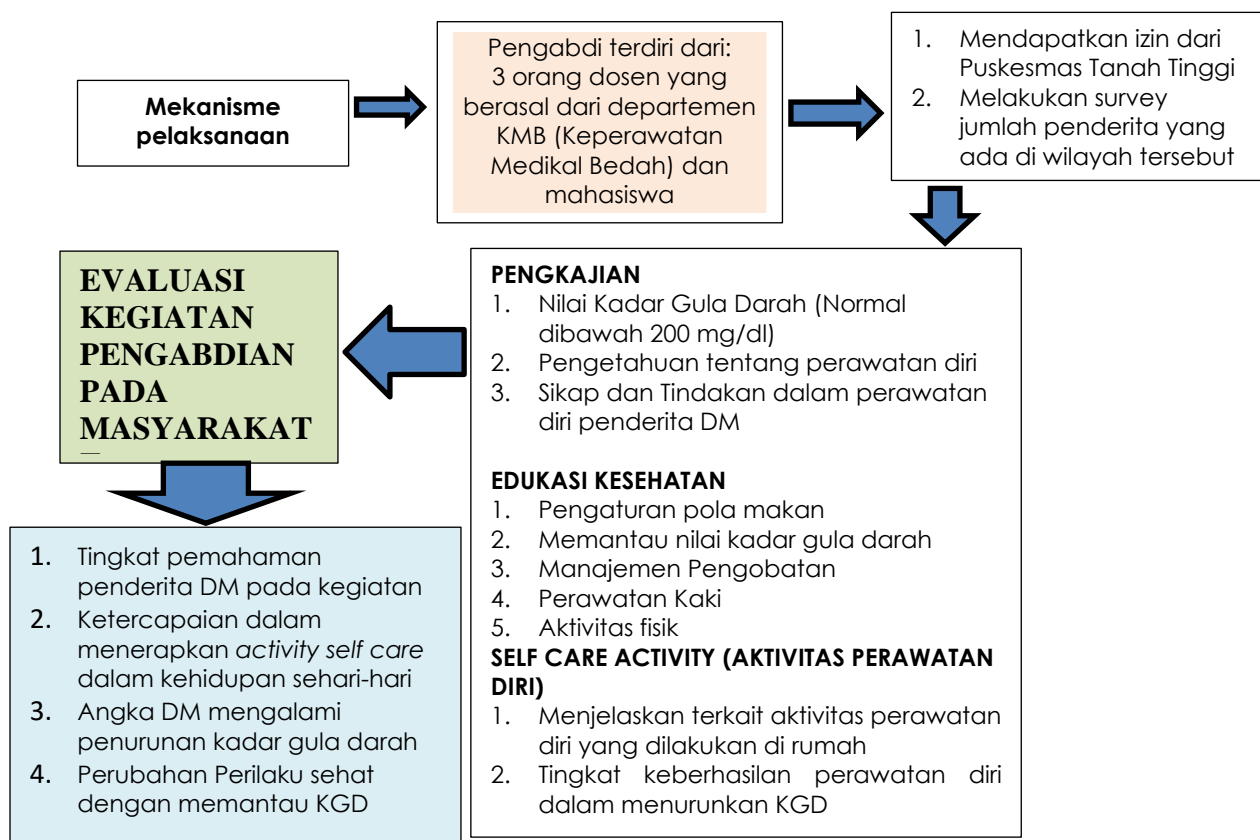 Mekanisme
pelaksanaan
Pengabdi terdiri dari:
3 orang dosen yang
berasal dari departemen
KMB (Keperawatan
Medikal Bedah) dan
mahasiswa
1. Mendapatkan izin dari
Puskesmas Tanah Tinggi
2. Melakukan survey
jumlah penderita yang
ada di wilayah tersebut
PENGKAJIAN
1. Nilai Kadar Gula Darah (Normal
dibawah 200 mg/dl)
2. Pengetahuan tentang perawatan diri
3. Sikap dan Tindakan dalam perawatan
diri penderita DM
EDUKASI KESEHATAN
1. Pengaturan pola makan
2. Memantau nilai kadar gula darah
3. Manajemen Pengobatan
4. Perawatan Kaki
5. Aktivitas fisik
SELF CARE ACTIVITY (AKTIVITAS PERAWATAN
DIRI)
1. Menjelaskan terkait aktivitas perawatan
diri yang dilakukan di rumah
2. Tingkat keberhasilan perawatan diri
dalam menurunkan KGD
EVALUASI
KEGIATAN
PENGABDIAN
PADA
MASYARAKAT
1. Tingkat pemahaman
penderita DM pada kegiatan
2. Ketercapaian dalam
menerapkan activity self care
dalam kehidupan sehari-hari
3. Angka DM mengalami
penurunan kadar gula darah
4. Perubahan Perilaku sehat
dengan memantau KGD